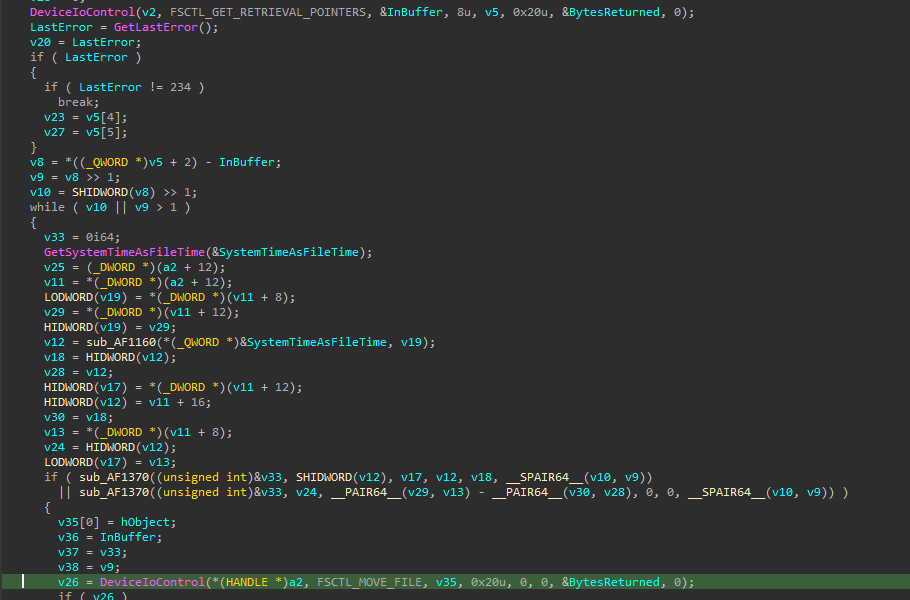 DeviceIoControl(v2, FSCTL_GET_RETRIEVAL_POINTERS, &InBuffer, 8u, v5, 0x20u, &BytesReturned, 0);
LastError = GetLastError();
v20 = LastError;
if ( LastError )
{
if ( LastError != 234 )
break;
v23 = v5[4];
v27 = v5[5];
}
v8 = *((_QWORD *)v5 + 2) - InBuffer;
v9 = v8 >> 1;
v10 = SHIDWORD(v8) >> 1;
while ( v10 || v9 > 1 )
{
v33 = 0i64;
GetSystemTimeAsFileTime(&SystemTimeAsFileTime);
v25 = (_DWORD *)(a2 + 12);
v11 = *(_DWORD *)(a2 + 12);
LODWORD(v19) = *(_DWORD *)(v11 + 8);
v29 = *(_DWORD *)(v11 + 12);
HIDWORD(v19) = v29;
v12 = sub_AF1160(*(_QWORD *)&SystemTimeAsFileTime, v19);
v18 = HIDWORD(v12);
v28 = v12;
HIDWORD(v17) = *(_DWORD *)(v11 + 12);
HIDWORD(v12) = v11 + 16;
v30 = v18;
v13 = *(_DWORD *)(v11 + 8);
v24 = HIDWORD(v12);
LODWORD(v17) = v13;
if ( sub_AF1370((unsigned int)&v33, SHIDWORD(v12), v17, v12, v18, __SPAIR64__(v10, v9))
|| sub_AF1370((unsigned int)&v33, v24, __PAIR64__(v29, v13) - __PAIR64__(v30, v28), 0, 0, __SPAIR64__(v10, v9)) )
{
v35[0] = hObject;
v36 = InBuffer;
v37 = v33;
v38 = v9;
v26 = DeviceIoControl(*(HANDLE *)a2, FSCTL_MOVE_FILE, v35, 0x20u, 0, 0, &BytesReturned, 0);
if ( v26 )